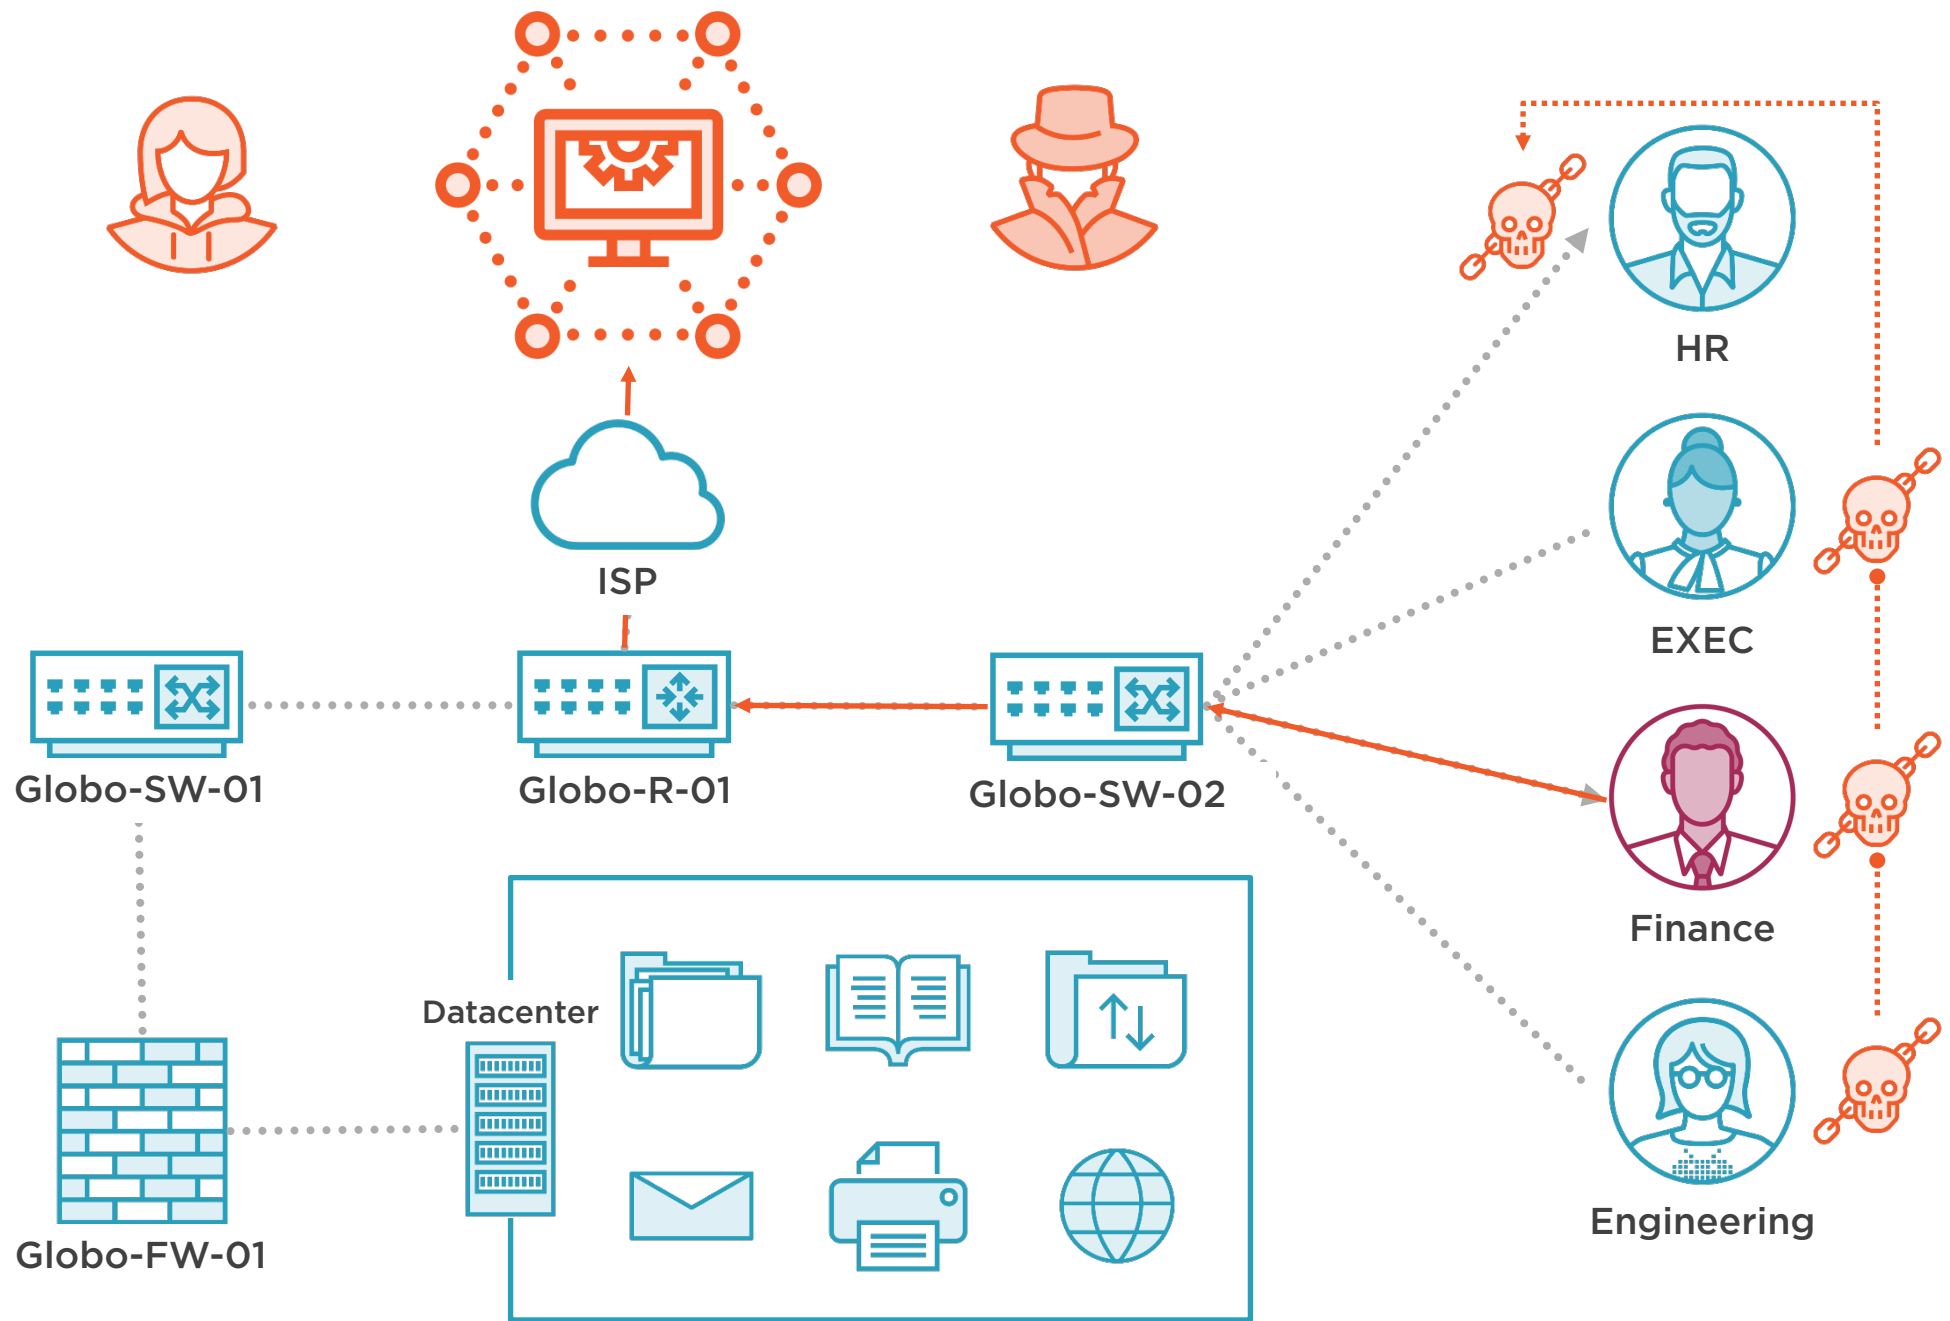 HR
ISP
EXEC
Globo-SW-01
Globo-R-01
Globo-SW-02
Finance
Datacenter
Engineering
Globo-FW-01